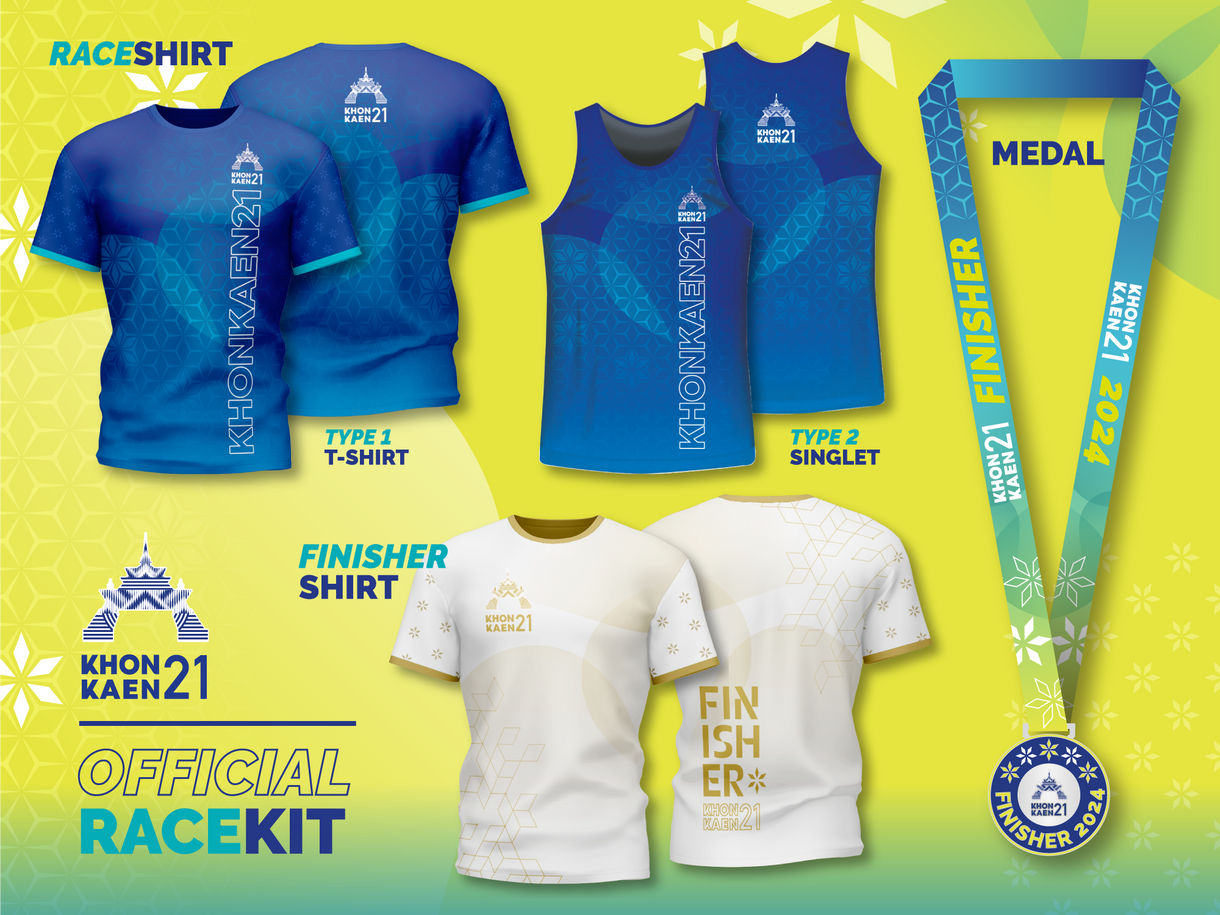 RACESHIRT
KHON
KAEN21
KHON
KAEN21
KHONKAEN21
TYPE 1
T-SHIRT
KHON
KAEN21
KHON
KAEN21
KHONKAEN21
TYPE 2
SINGLET
MEDAL
FINISHER
KHON
KAEN21
KHON
KAEN21
2024
KHON
KAEN21
FINISHER 2024
FINISHER
SHIRT
KHON
KAEN21
FIN
ISH
ER
KHON
KAEN21
KHON
KAEN21
OFFICIAL
RACEKIT